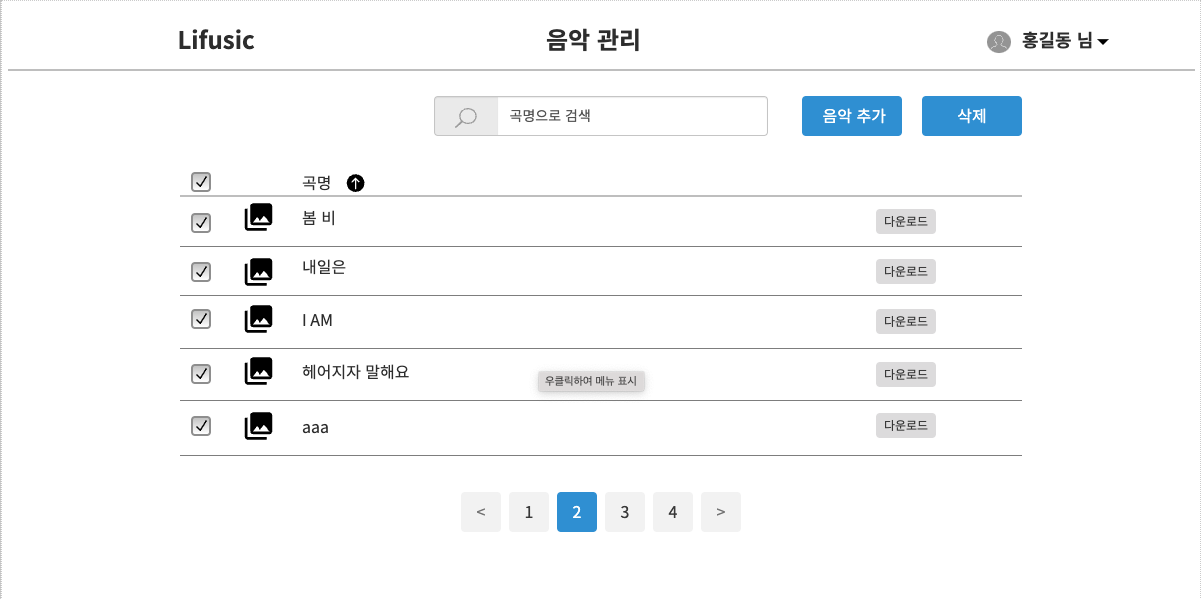 Lifusic
음악 관리
홍길동 님
곡명으로 검색
음악 추가
삭제
곡명
봄 비
다운로드
내일은
다운로드
I AM
다운로드
헤어지자 말해요
우클릭하여 메뉴 표시
다운로드
aaa
다운로드
< 1 2 3 4 >